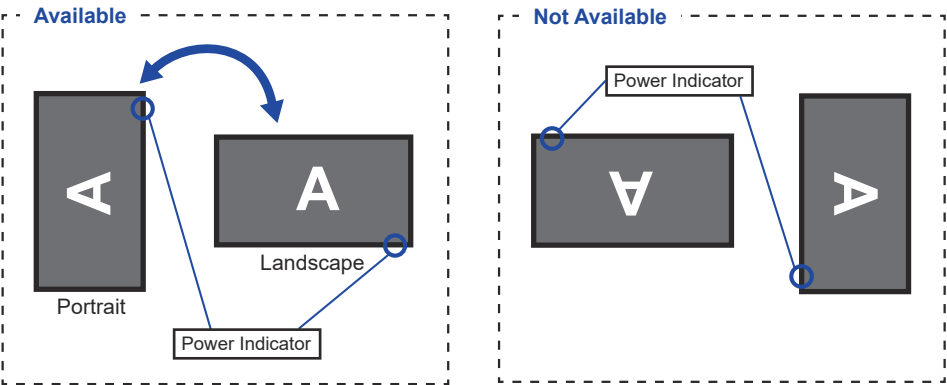 Available
A
A
Portrait
Landscape
Power Indicator
Not Available
Power Indicator
A
A